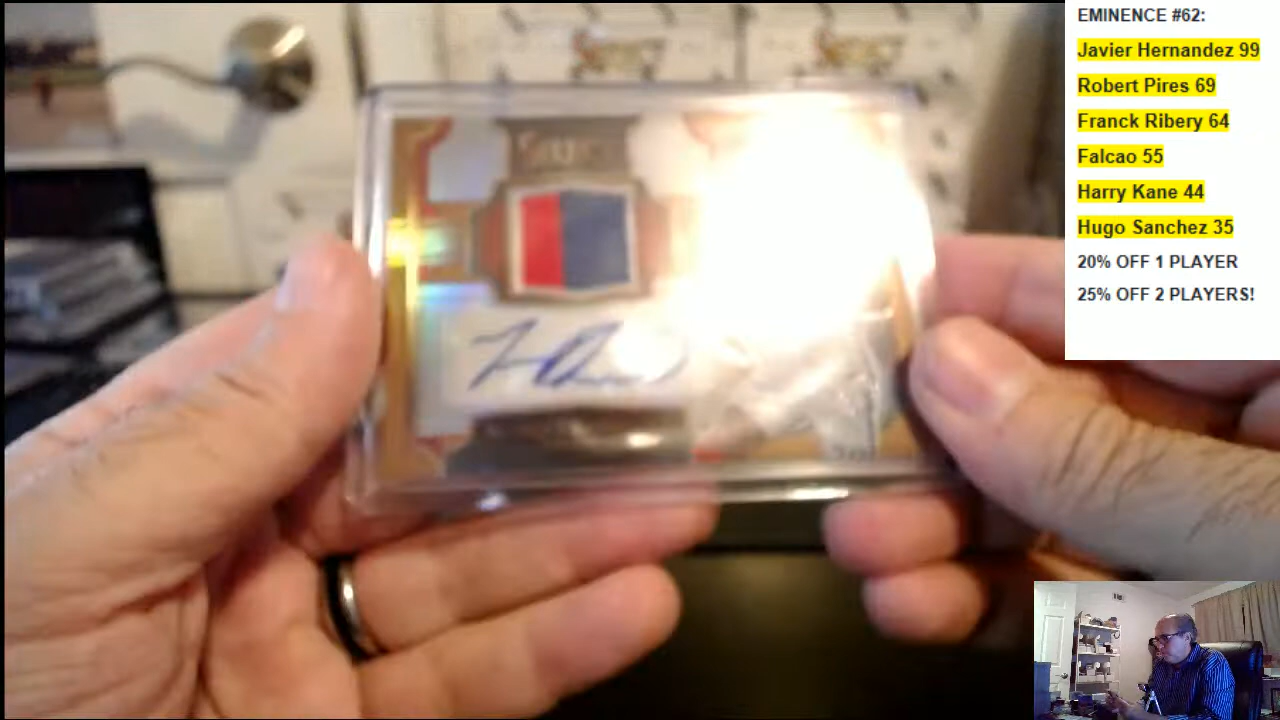 EMINENCE #62:
Javier Hernandez 99
Robert Pires 69
Franck Ribery 64
Falcao 55
Harry Kane 44
Hugo Sanchez 35
20% OFF 1 PLAYER
25% OFF 2 PLAYERS!